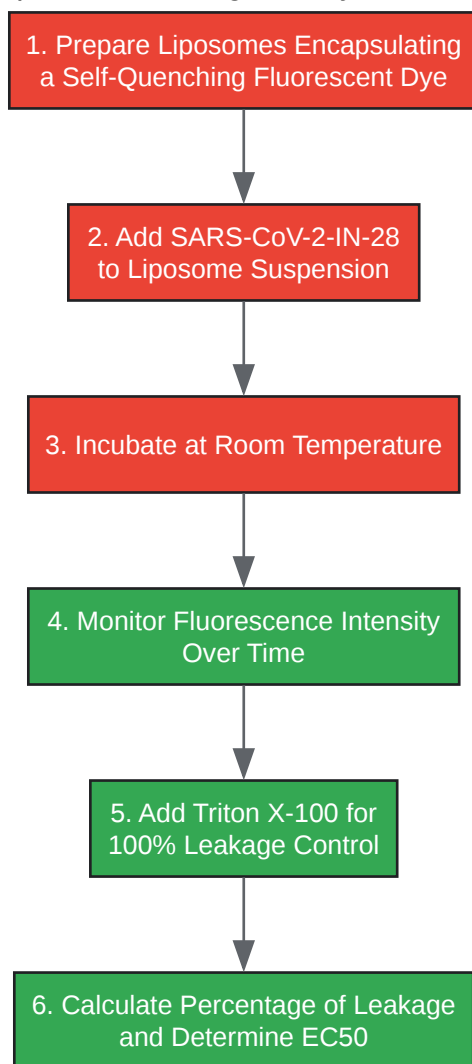 1. Prepare Liposomes Encapsulating
a Self-Quenching Fluorescent Dye
2. Add SARS-CoV-2-IN-28
to Liposome Suspension
3. Incubate at Room Temperature
4. Monitor Fluorescence Intensity
Over Time
5. Add Triton X-100 for
100% Leakage Control
6. Calculate Percentage of Leakage
and Determine EC50